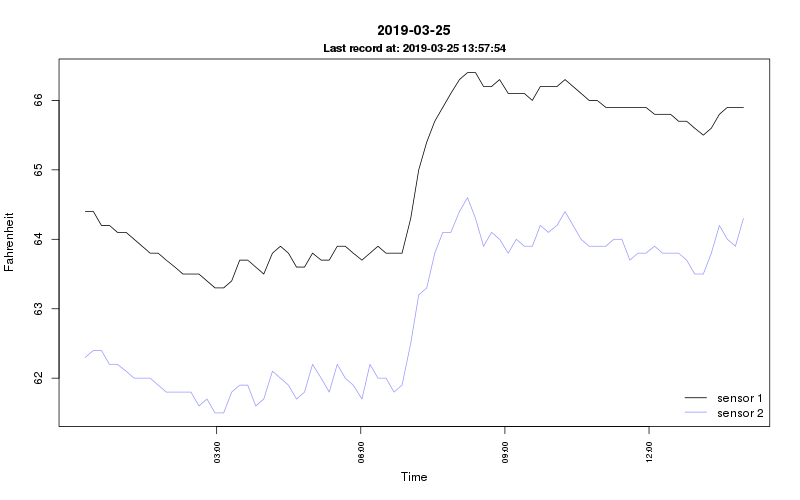 2019-03-25
Last record at: 2019-03-25 13:57:54
Fahrenheit
66
65
64
63
62
03:00
06:00
09:00
12:00
Time
sensor 1
sensor 2